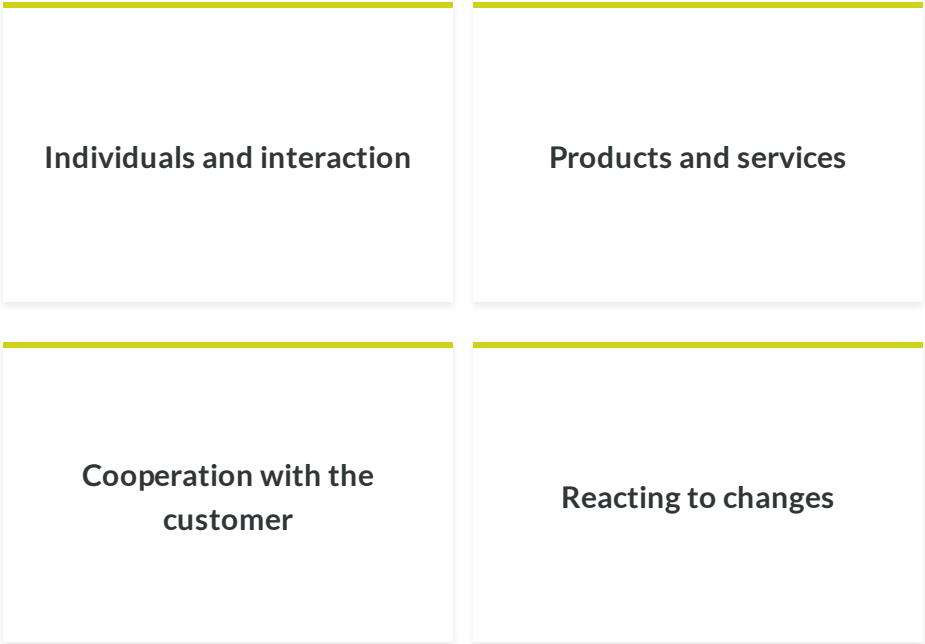 Individuals and interaction
Products and services
Cooperation with the
customer
Reacting to changes